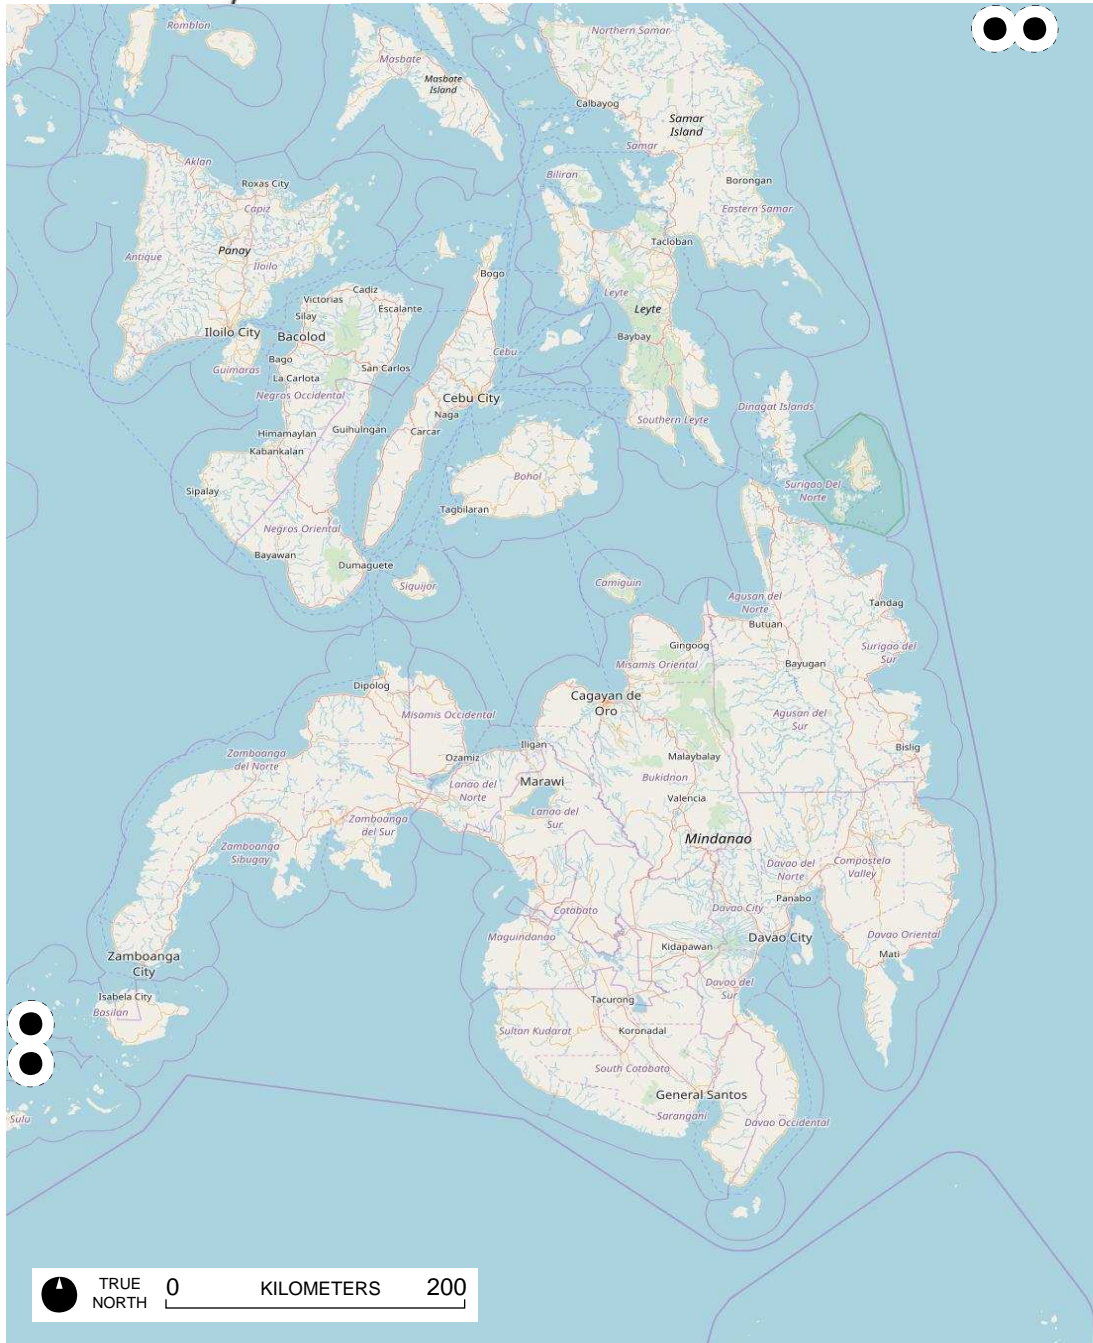 Romblon
Northern Samar
Masbate
Masbate
Island
Calbayog
Samar
Island
Samar
Aklan
Biliran
Roxas City
Borongan
Capiz
Eastern Samar
Tacloban
Panay
Antique
Iloilo
Bogo
Leyte
Cadiz
Victorias
Escalante
Silay
Leyte
Iloilo City
Bacolod
Baybay
Cebu
Bago
Guimaras
San Carlos
La Carlota
Negros Occidental
Cebu City
Dinagat Islands
Naga
Southern Leyte
Himamaylan
Guihulngan
Carcar
Kabankalan
Bohol
Surigao Del
Norte
Sipalay
Tagbilaran
Negros Oriental
Bayawan
Dumaguete
Siquijor
Camiguin
Agusan del
Norte
Tandag
Butuan
Gingoog
Surigao del
Sur
Misamis Oriental
Bayugan
Dipolog
Cagayan de
Oro
Misamis Occidental
Agusan del
Sur
Zamboanga
del Norte
Iligan
Bislig
Ozamiz
Malaybalay
Marawi
Bukidnon
Lanao del
Norte
Valencia
Lanao del
Sur
Zamboanga
del Sur
Mindanao
Zamboanga
Sibugay
Davao del
Norte
Compostela
Valley
Panabo
Cotabato
Davao City
Maguindanao
Davao City
Davao Oriental
Kidapawan
Mati
Zamboanga
City
Davao del
Sur
Isabela City
Basilan
Tacurong
Sultan Kudarat
Koronadal
South Cotabato
General Santos
Sulu
Sarangani
Davao Occidental
TRUE
NORTH
0 KILOMETERS 200